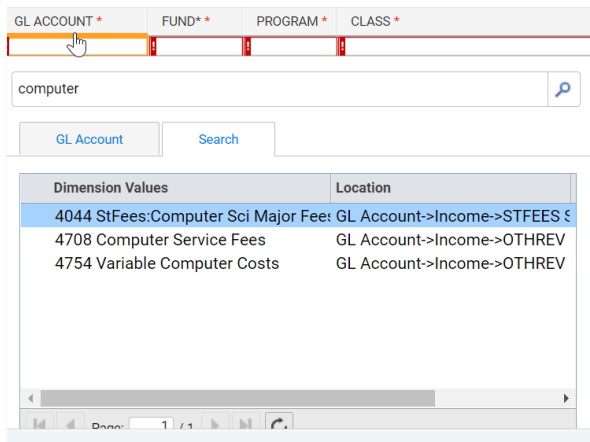 GL ACCOUNT * FUND* * PROGRAM * CLASS *
! ! !
computer
GL Account Search
Dimension Values Location
4044 StFees:Computer Sci Major Fees GL Account->Income->STFEES S
4708 Computer Service Fees GL Account->Income->OTHREV
4754 Variable Computer Costs GL Account->Income->OTHREV
Page: 1 / 1